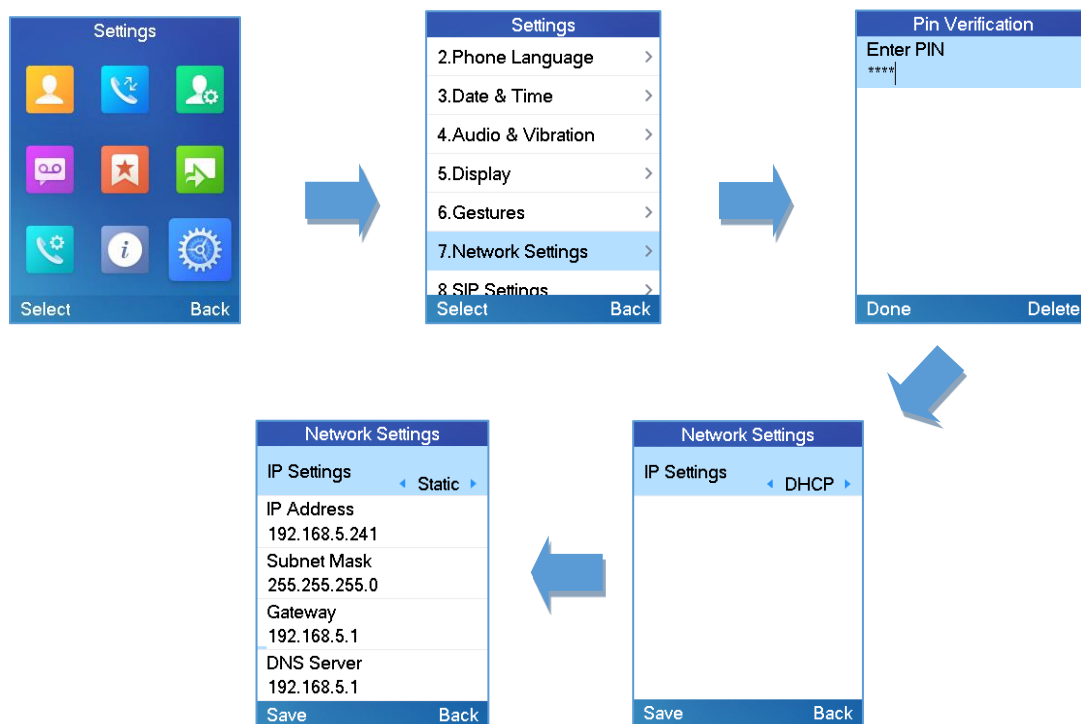 Settings
Select Back
Settings
2.Phone Language
3.Date & Time
4.Audio & Vibration
5.Display
6.Gestures
7.Network Settings
8 SIP Settings
Select Back
Pin Verification
Enter PIN
****
Done Delete
Network Settings
IP Settings
DHCP
Save Back
Network Settings
IP Settings
Static
IP Address
192.168.5.241
Subnet Mask
255.255.255.0
Gateway
192.168.5.1
DNS Server
192.168.5.1
Save Back